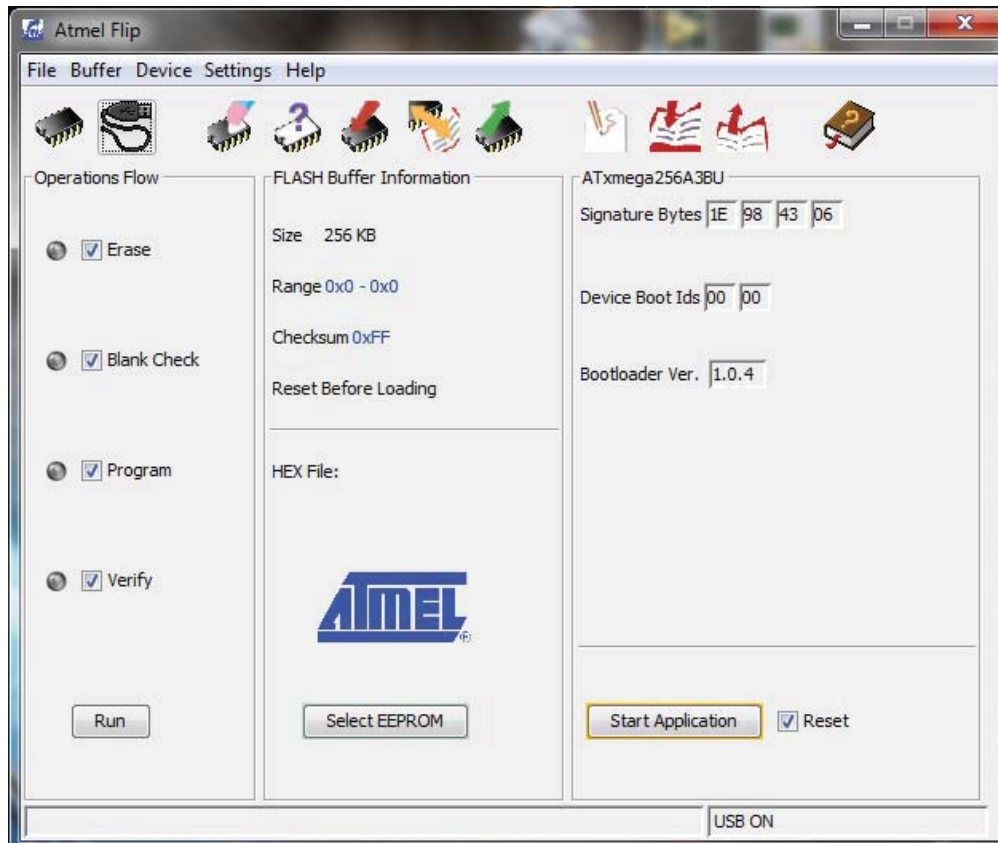 Atmel Flip
File Buffer Device Settings Help
Operations Flow
Erase
Blank Check
Program
Verify
Run
FLASH Buffer Information
Size 256 KB
Range 0x0 - 0x0
Checksum 0xFF
Reset Before Loading
HEX File:
ATMEL®
Select EEPROM
ATxmega256A3BU
Signature Bytes 1E 98 43 06
Device Boot Ids 00 00
Bootloader Ver. 1.0.4
Start Application Reset
USB ON